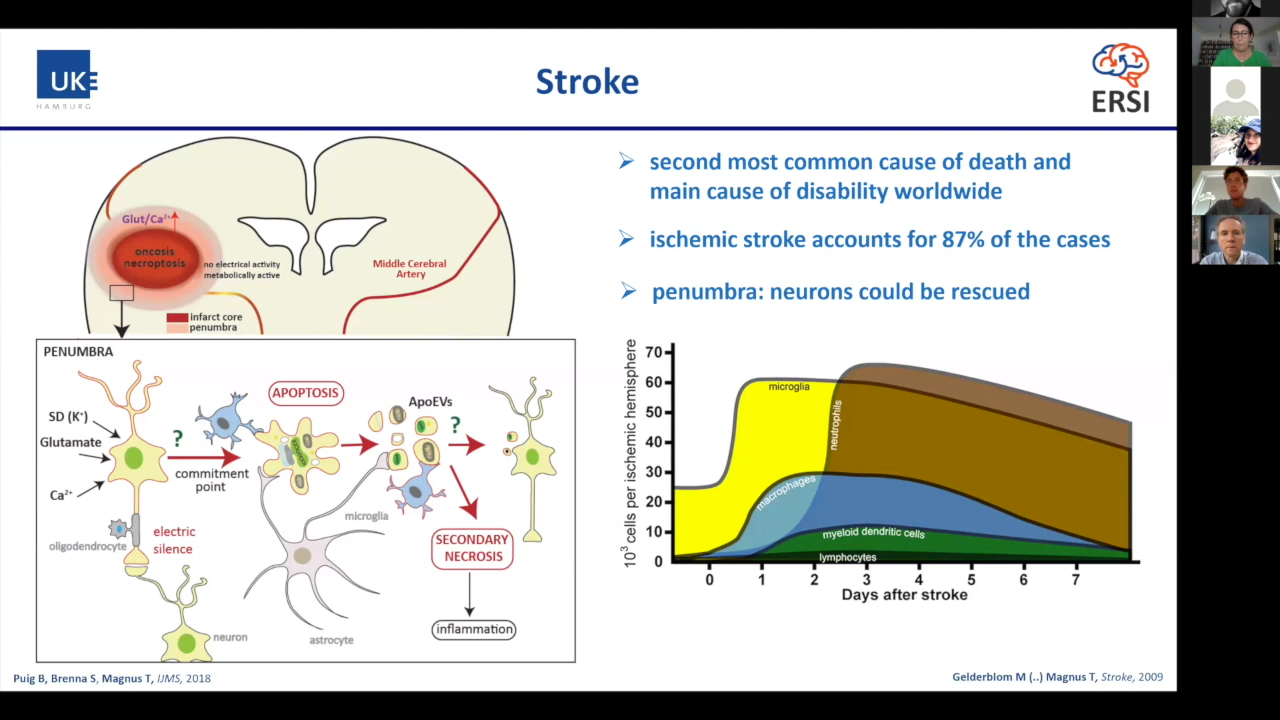 UKE
HAMBURG
Stroke
ERSI
Glut/Ca²⁺
oncosis
necroptosis
no electrical activity
metabolically active
Middle Cerebral
Artery
infarct core
penumbra
➢ second most common cause of death and
main cause of disability worldwide
➢ ischemic stroke accounts for 87% of the cases
➢ penumbra: neurons could be rescued
PENUMBRA
SD (K⁺)
Glutamate
Ca²⁺
?
commitment
point
APOPTOSIS
ApoEVs
?
oligodendrocyte
electric
silence
microglia
SECONDARY
NECROSIS
inflammation
neuron
astrocyte
10³ cells per ischemic hemisphere
70
60
50
40
30
20
10
0
microglia
neutrophils
macrophages
myeloid dendritic cells
lymphocytes
0 1 2 3 4 5 6 7
Days after stroke
Puig B, Brenna S, Magnus T, IJMS, 2018
Gelderblom M (..) Magnus T, Stroke, 2009